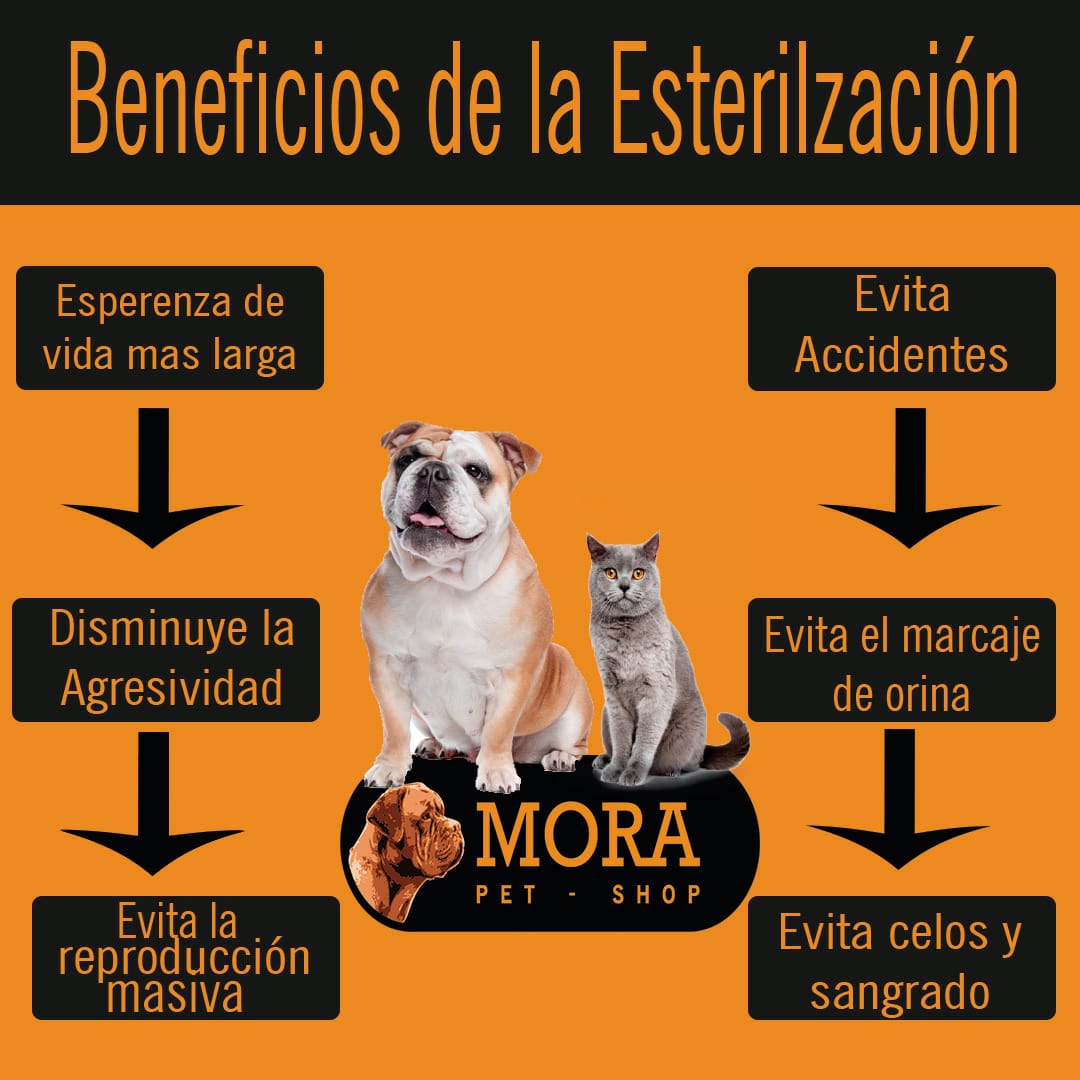 Beneficios de la Esterilzación
Esperenza de
vida mas larga
Disminuye la
Agresividad
Evita la
reproducción
masiva
Evita
Accidentes
Evita el marcaje
de orina
Evita celos y
sangrado
MORA
PET - SHOP